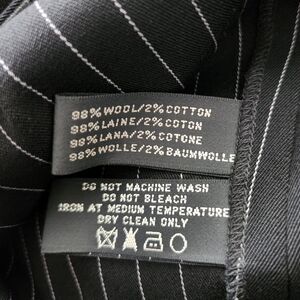 98% WOOL/2% COTTON
98% LAINE/2% COTON
98% LANA/2% COTONE
98% WOLLE/2% BAUMWOLLE
DO NOT MACHINE WASH
DO NOT BLEACH
IRON AT MEDIUM TEMPERATURE
DRY CLEAN ONLY